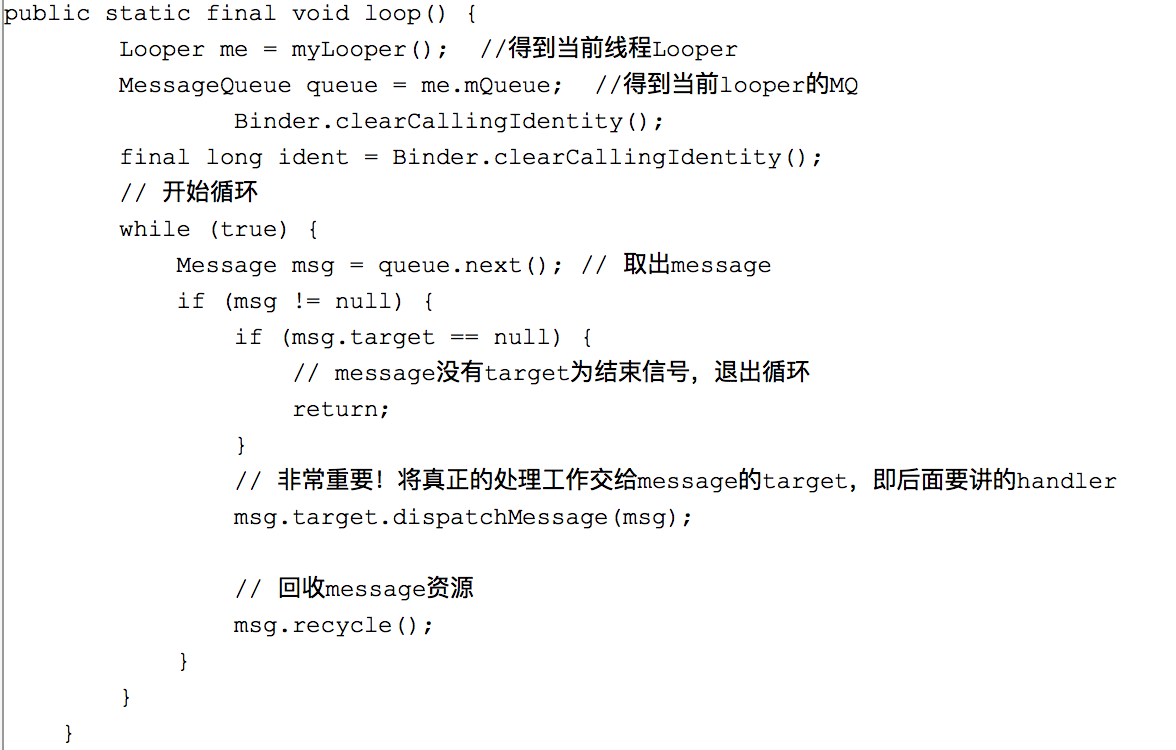 public static final void loop() {
        Looper me = myLooper();  //得到当前线程Looper
        MessageQueue queue = me.mQueue;  //得到当前looper的MQ
                Binder.clearCallingIdentity();
        final long ident = Binder.clearCallingIdentity();
        // 开始循环
        while (true) {
            Message msg = queue.next(); // 取出message
            if (msg != null) {
                if (msg.target == null) {
                    // message没有target为结束信号，退出循环
                    return;
                }
                // 非常重要！将真正的处理工作交给message的target，即后面要讲的handler
                msg.target.dispatchMessage(msg);

                // 回收message资源
                msg.recycle();
            }
        }
    }